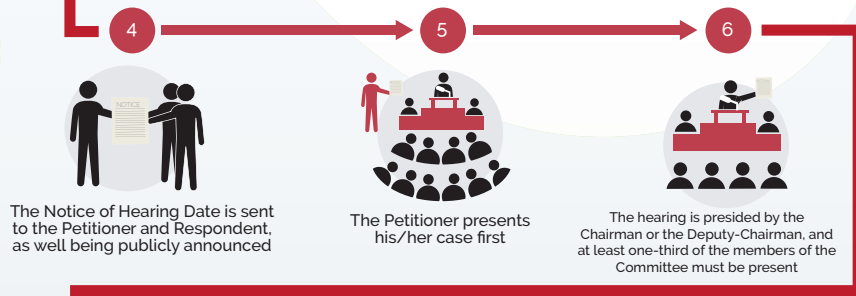 4
5
6
NOTICE
The Notice of Hearing Date is sent
to the Petitioner and Respondent,
as well being publicly announced
The Petitioner presents
his/her case first
The hearing is presided by the
Chairman or the Deputy-Chairman, and
at least one-third of the members of the
Committee must be present